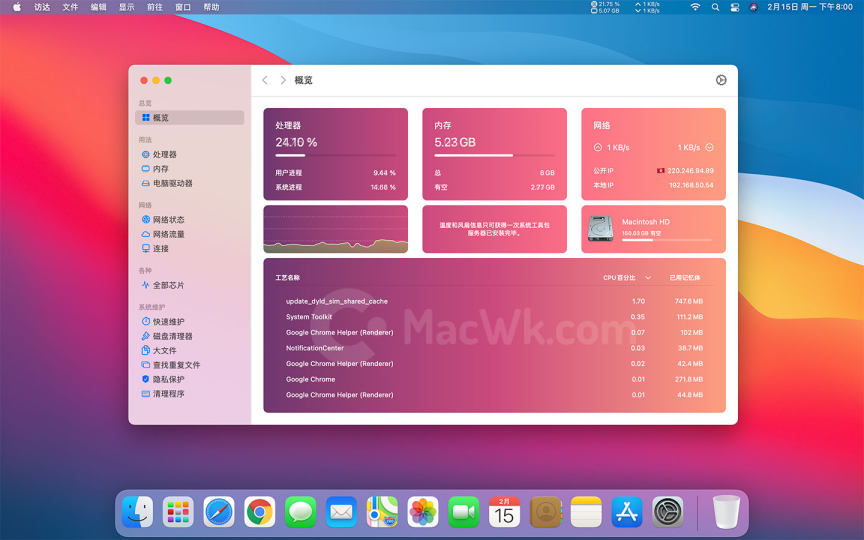 访达 文件 编辑 显示 前往 窗口 帮助
21.75 % 1 KB/s 2月15日 周一 下午8:00
5.07 GB 1 KB/s
概览
总览
概览
用法
处理器
内存
电脑驱动器
网络
网络状态
网络流量
连接
各种
全部芯片
系统维护
快速维护
磁盘清理器
大文件
查找重复文件
隐私保护
清理程序
处理器
24.10 %
用户进程 9.44 %
系统进程 14.66 %
内存
5.23 GB
总 8 GB
有空 2.77 GB
网络
1 KB/s 1 KB/s
公开 IP 220.246.94.89
本地 IP 192.168.50.54
温度和风扇信息只可获得一次系统工具包
服务器已安装完毕。
Macintosh HD
160.03 GB 有空
工艺名称 CPU 百分比 已用记忆体
update_dyld_sim_shared_cache 1.70 747.6 MB
System Toolkit 0.35 111.2 MB
Google Chrome Helper (Renderer) 0.07 102 MB
NotificationCenter 0.03 38.7 MB
Google Chrome Helper (Renderer) 0.02 42.4 MB
Google Chrome 0.01 271.8 MB
Google Chrome Helper (Renderer) 0.01 44.8 MB
MacWk.com
2月
15